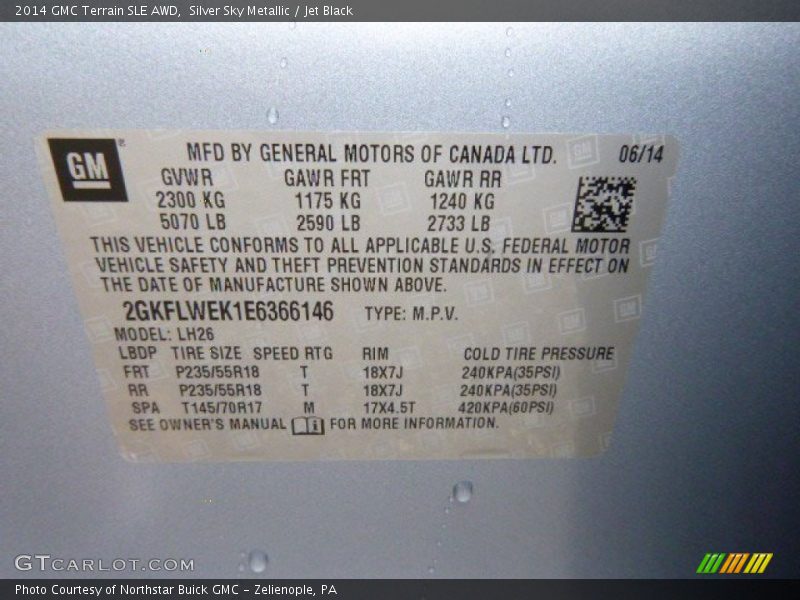 2014 GMC Terrain SLE AWD, Silver Sky Metallic / Jet Black
GM
MFD BY GENERAL MOTORS OF CANADA LTD. 06/14
GVWR GAWR FRT GAWR RR
2300 KG 1175 KG 1240 KG
5070 LB 2590 LB 2733 LB
THIS VEHICLE CONFORMS TO ALL APPLICABLE U.S. FEDERAL MOTOR
VEHICLE SAFETY AND THEFT PREVENTION STANDARDS IN EFFECT ON
THE DATE OF MANUFACTURE SHOWN ABOVE.
2GKFLWEK1E6366146 TYPE: M.P.V.
MODEL: LH26
LBDP TIRE SIZE SPEED RTG RIM COLD TIRE PRESSURE
FRT P235/55R18 T 18X7J 240KPA(35PSI)
RR P235/55R18 T 18X7J 240KPA(35PSI)
SPA T145/70R17 M 17X4.5T 420KPA(60PSI)
SEE OWNER'S MANUAL i FOR MORE INFORMATION.
GTCARLOT.COM
Photo Courtesy of Northstar Buick GMC - Zelienople, PA